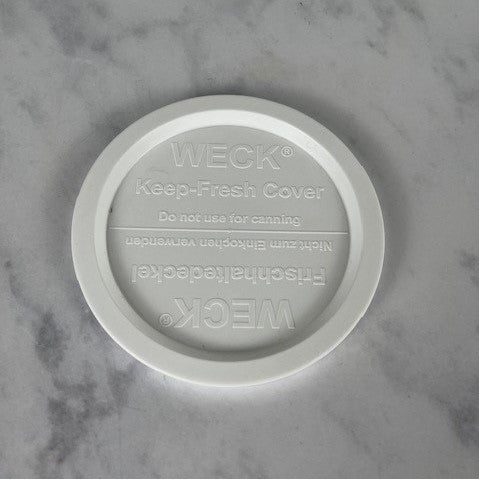 WECK®
Keep-Fresh Cover
Do not use for canning
Nicht zum Einkochen verwenden
Frischhaltedeckel
WECK®